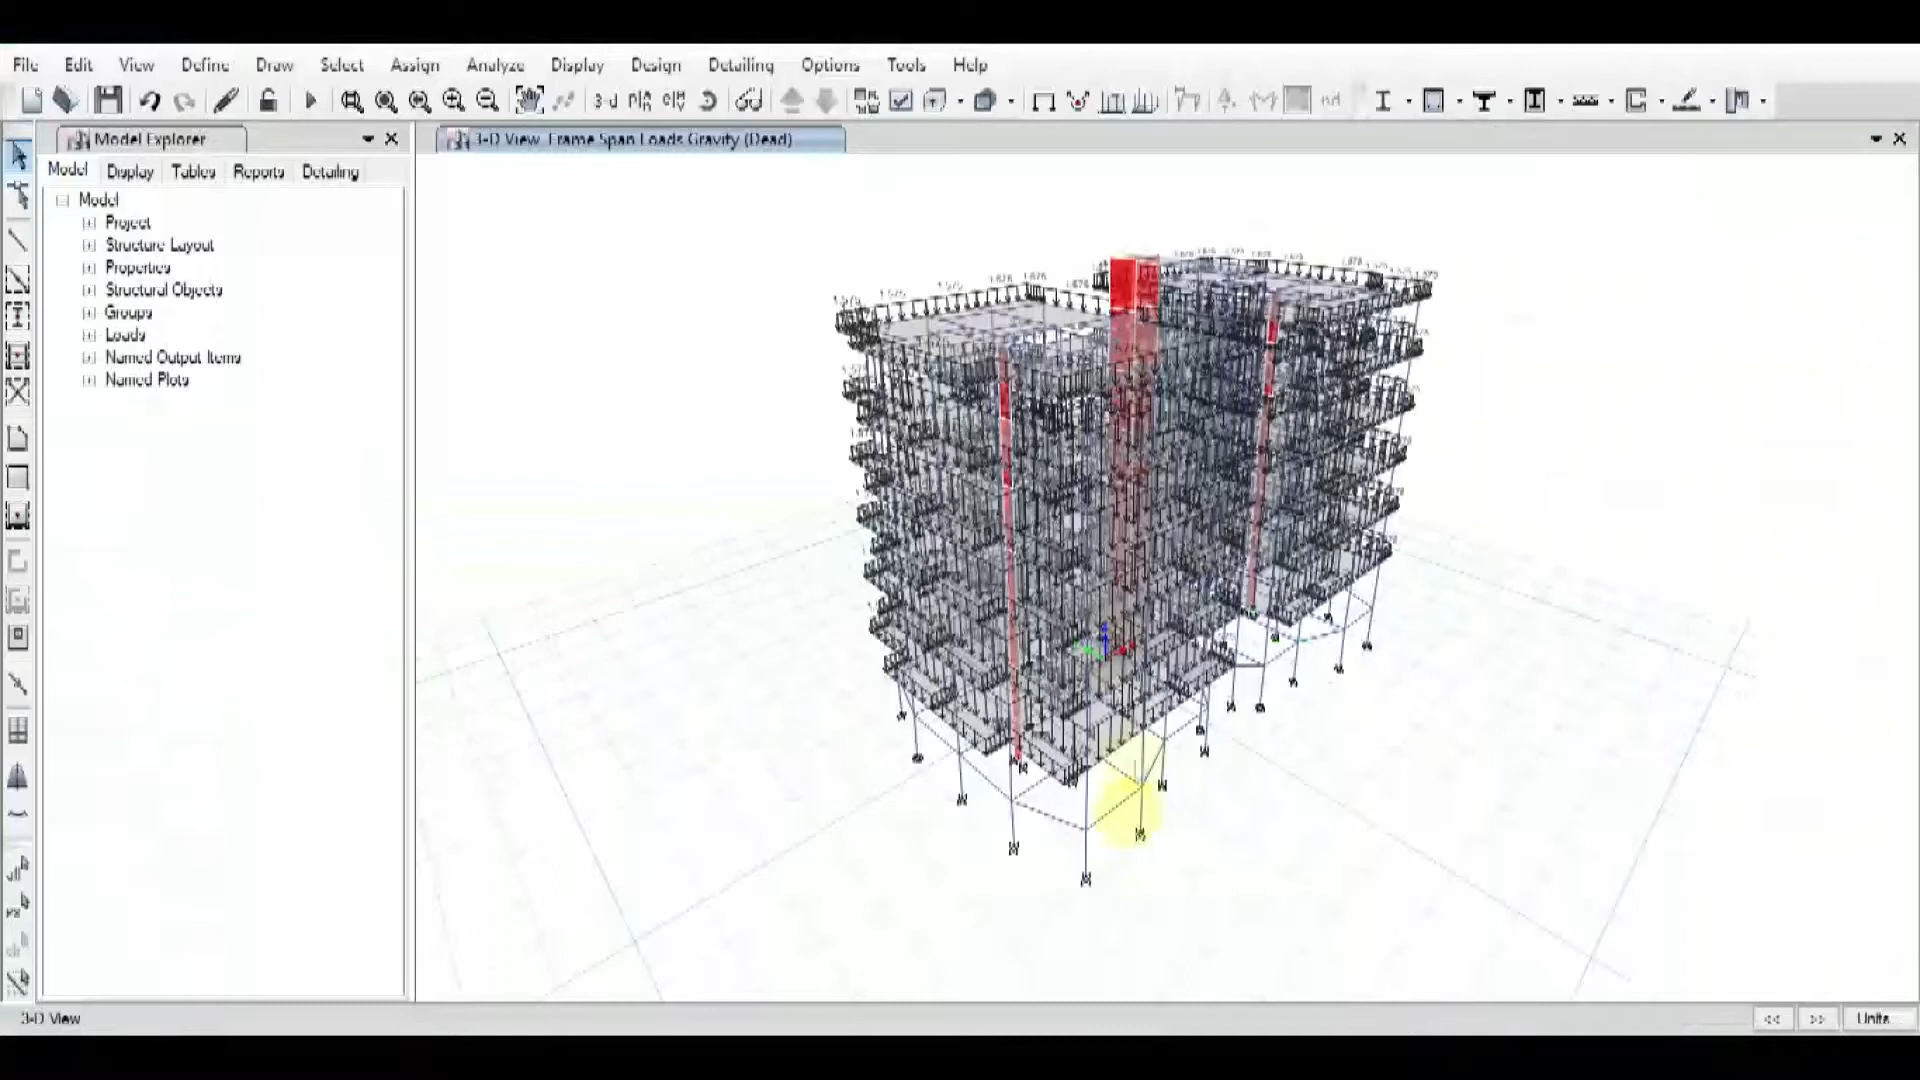 File Edit View Define Draw Select Assign Analyze Display Design Detailing Options Tools Help
3-d
nd
Model Explorer
3-D View Frame Span Loads Gravity (Dead)
Model Display Tables Reports Detailing
Model
Project
Structure Layout
Properties
Structural Objects
Groups
Loads
Named Output Items
Named Plots
3-D View
<< >> Units...